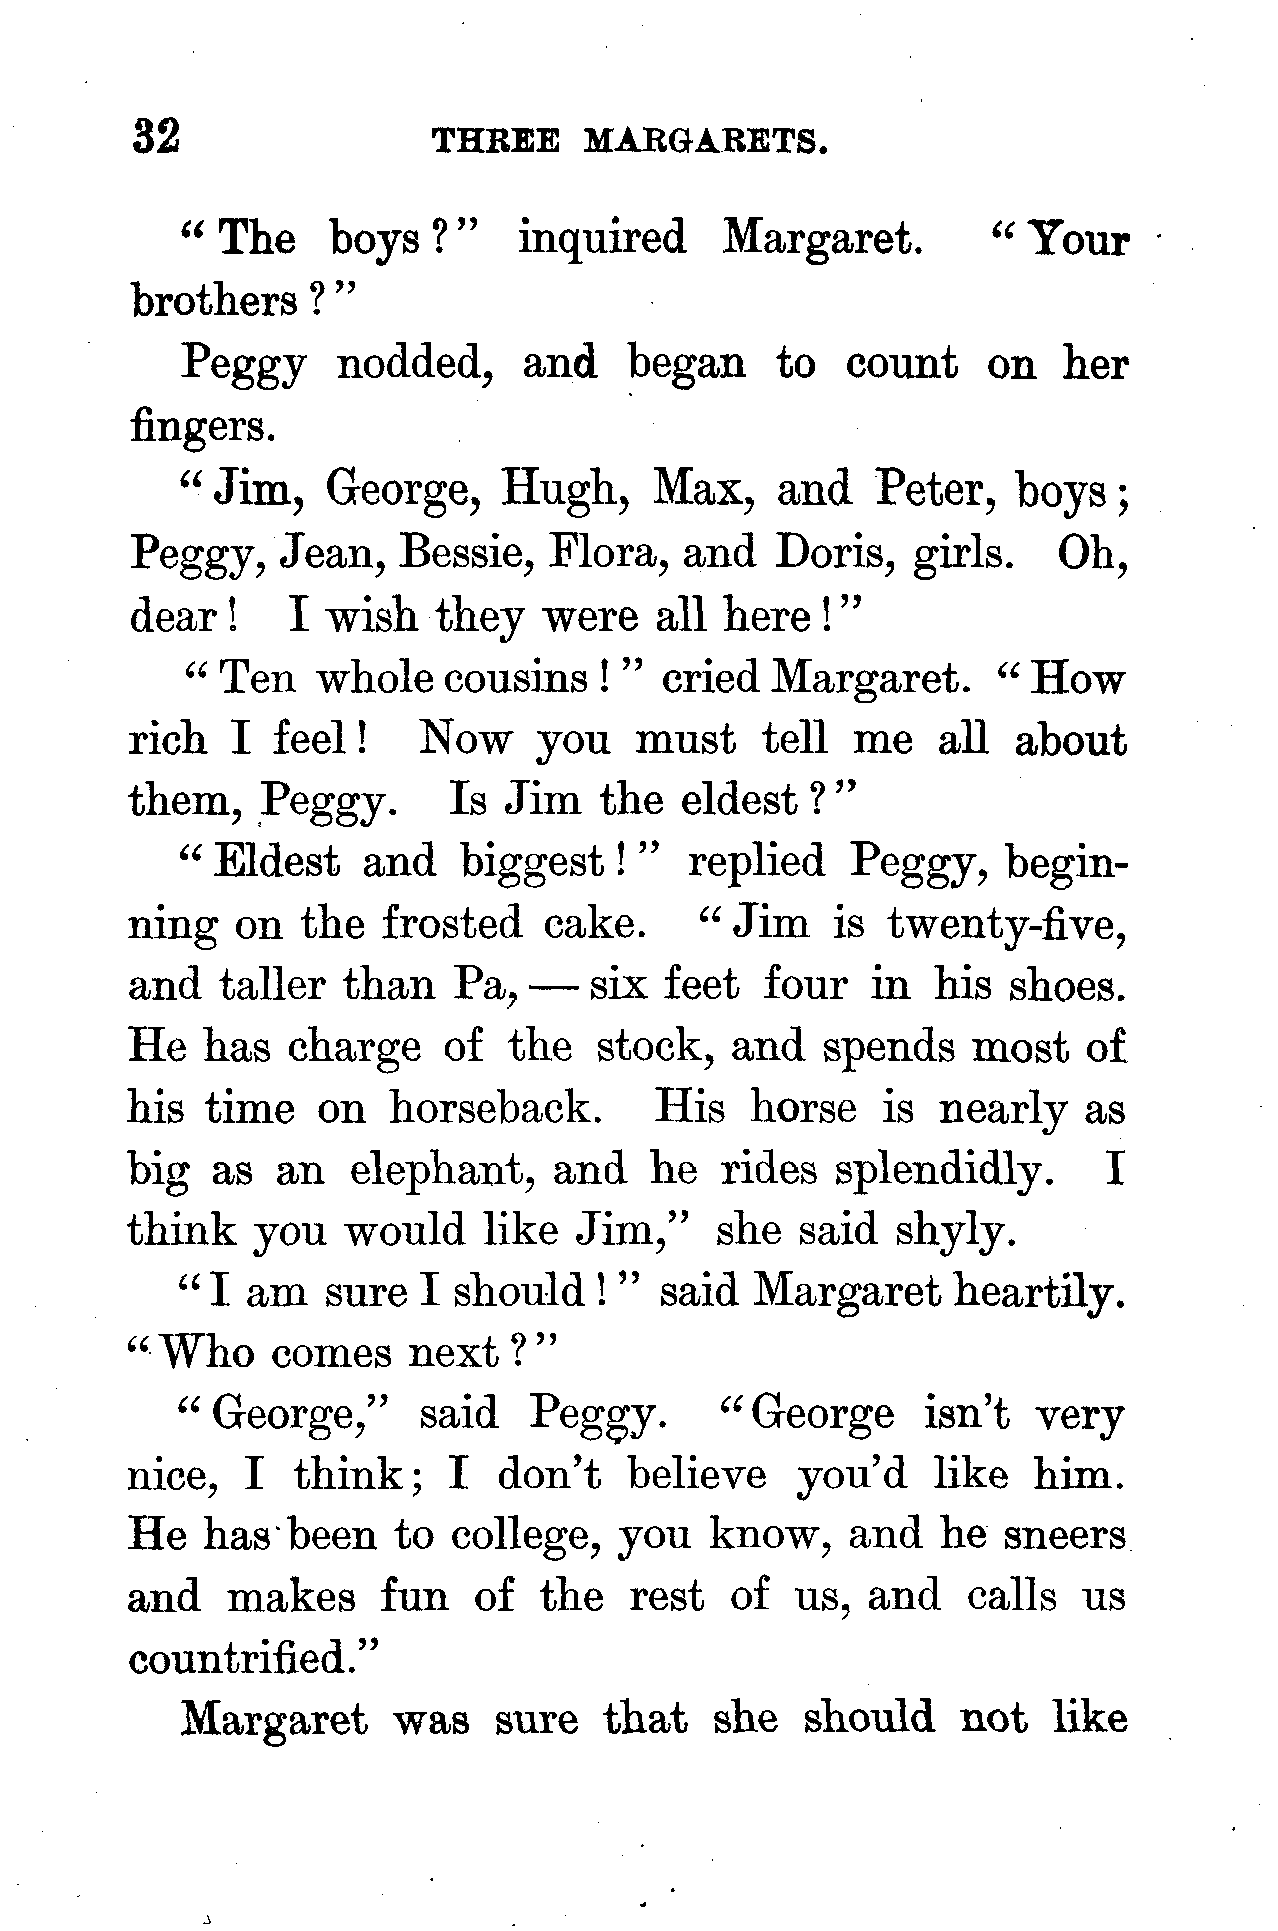 32 THREE MARGARETS.
“ The boys ? ” inquired Margaret. “ Your
brothers ? ”
Peggy nodded, and began to count on her
fingers.
“ Jim, George, Hugh, Max, and Peter, boys ;
Peggy, Jean, Bessie, Flora, and Doris, girls. Oh,
dear ! I wish they were all here ! ”
“ Ten whole cousins ! ” cried Margaret. “ How
rich I feel ! Now you must tell me all about
them, Peggy. Is Jim the eldest ? ”
“ Eldest and biggest ! ” replied Peggy, begin-
ning on the frosted cake. “ Jim is twenty-five,
and taller than Pa, — six feet four in his shoes.
He has charge of the stock, and spends most of
his time on horseback. His horse is nearly as
big as an elephant, and he rides splendidly. I
think you would like Jim,” she said shyly.
“ I am sure I should ! ” said Margaret heartily.
“ Who comes next ? ”
“ George,” said Peggy. “ George isn’t very
nice, I think ; I don’t believe you’d like him.
He has been to college, you know, and he sneers
and makes fun of the rest of us, and calls us
countrified.”
Margaret was sure that she should not like